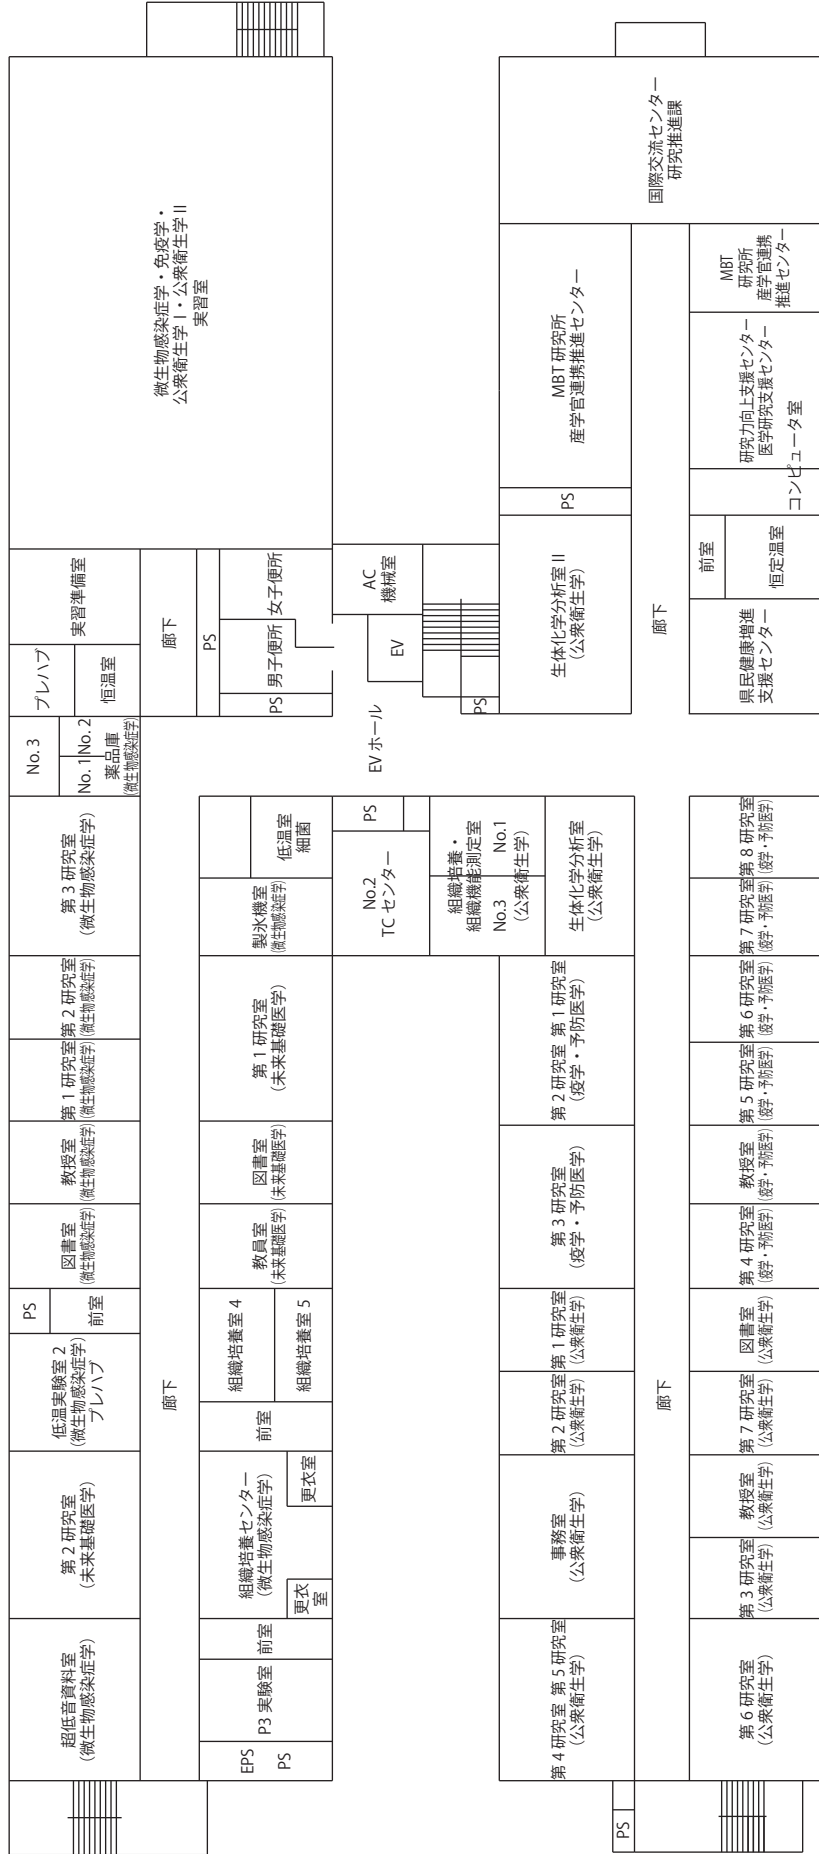 微生物感染症学・免疫学・
公衆衛生学Ⅰ・公衆衛生学Ⅱ
実習室
実習準備室
プレハブ
恒温室
廊下
PS
女子便所
男子便所
PS
No. 3
No. 1
No. 2
薬品庫
(微生物感染症学)
AC
機械室
EV
PS
EV ホール
国際交流センター
研究推進課
MBT 研究所
産学官連携推進センター
MBT
研究所
産学官連携
推進センター
研究力向上支援センター
医学研究支援センター
コンピュータ室
PS
生体化学分析室 Ⅱ
(公衆衛生学)
廊下
前室
恒定温室
県民健康増進
支援センター
第 3 研究室
(微生物感染症学)
第 2 研究室
(微生物感染症学)
第 1 研究室
(微生物感染症学)
教授室
(微生物感染症学)
図書室
(微生物感染症学)
PS
前室
低温実験室 2
(微生物感染症学)
プレハブ
第 2 研究室
(未来基礎医学)
超低音資料室
(微生物感染症学)
廊下
低温室
細菌
製氷機室
(微生物感染症学)
第 1 研究室
(未来基礎医学)
図書室
(未来基礎医学)
教員室
(未来基礎医学)
組織培養室 4
組織培養室 5
前室
組織培養センター
(微生物感染症学)
更衣室
更衣
室
前室
P3 実験室
EPS
PS
PS
No.2
TC センター
組織培養・
組織機能測定室
No.3
No.1
(公衆衛生学)
生体化学分析室
(公衆衛生学)
第 2 研究室 第 1 研究室
(疫学・予防医学)
第 3 研究室
(疫学・予防医学)
第 1 研究室
(公衆衛生学)
第 2 研究室
(公衆衛生学)
事務室
(公衆衛生学)
第 4 研究室 第 5 研究室
(公衆衛生学)
廊下
第 8 研究室
(疫学・予防医学)
第 7 研究室
(疫学・予防医学)
第 6 研究室
(疫学・予防医学)
第 5 研究室
(疫学・予防医学)
教授室
(疫学・予防医学)
第 4 研究室
(疫学・予防医学)
図書室
(公衆衛生学)
第 7 研究室
(公衆衛生学)
教授室
(公衆衛生学)
第 3 研究室
(公衆衛生学)
第 6 研究室
(公衆衛生学)
PS